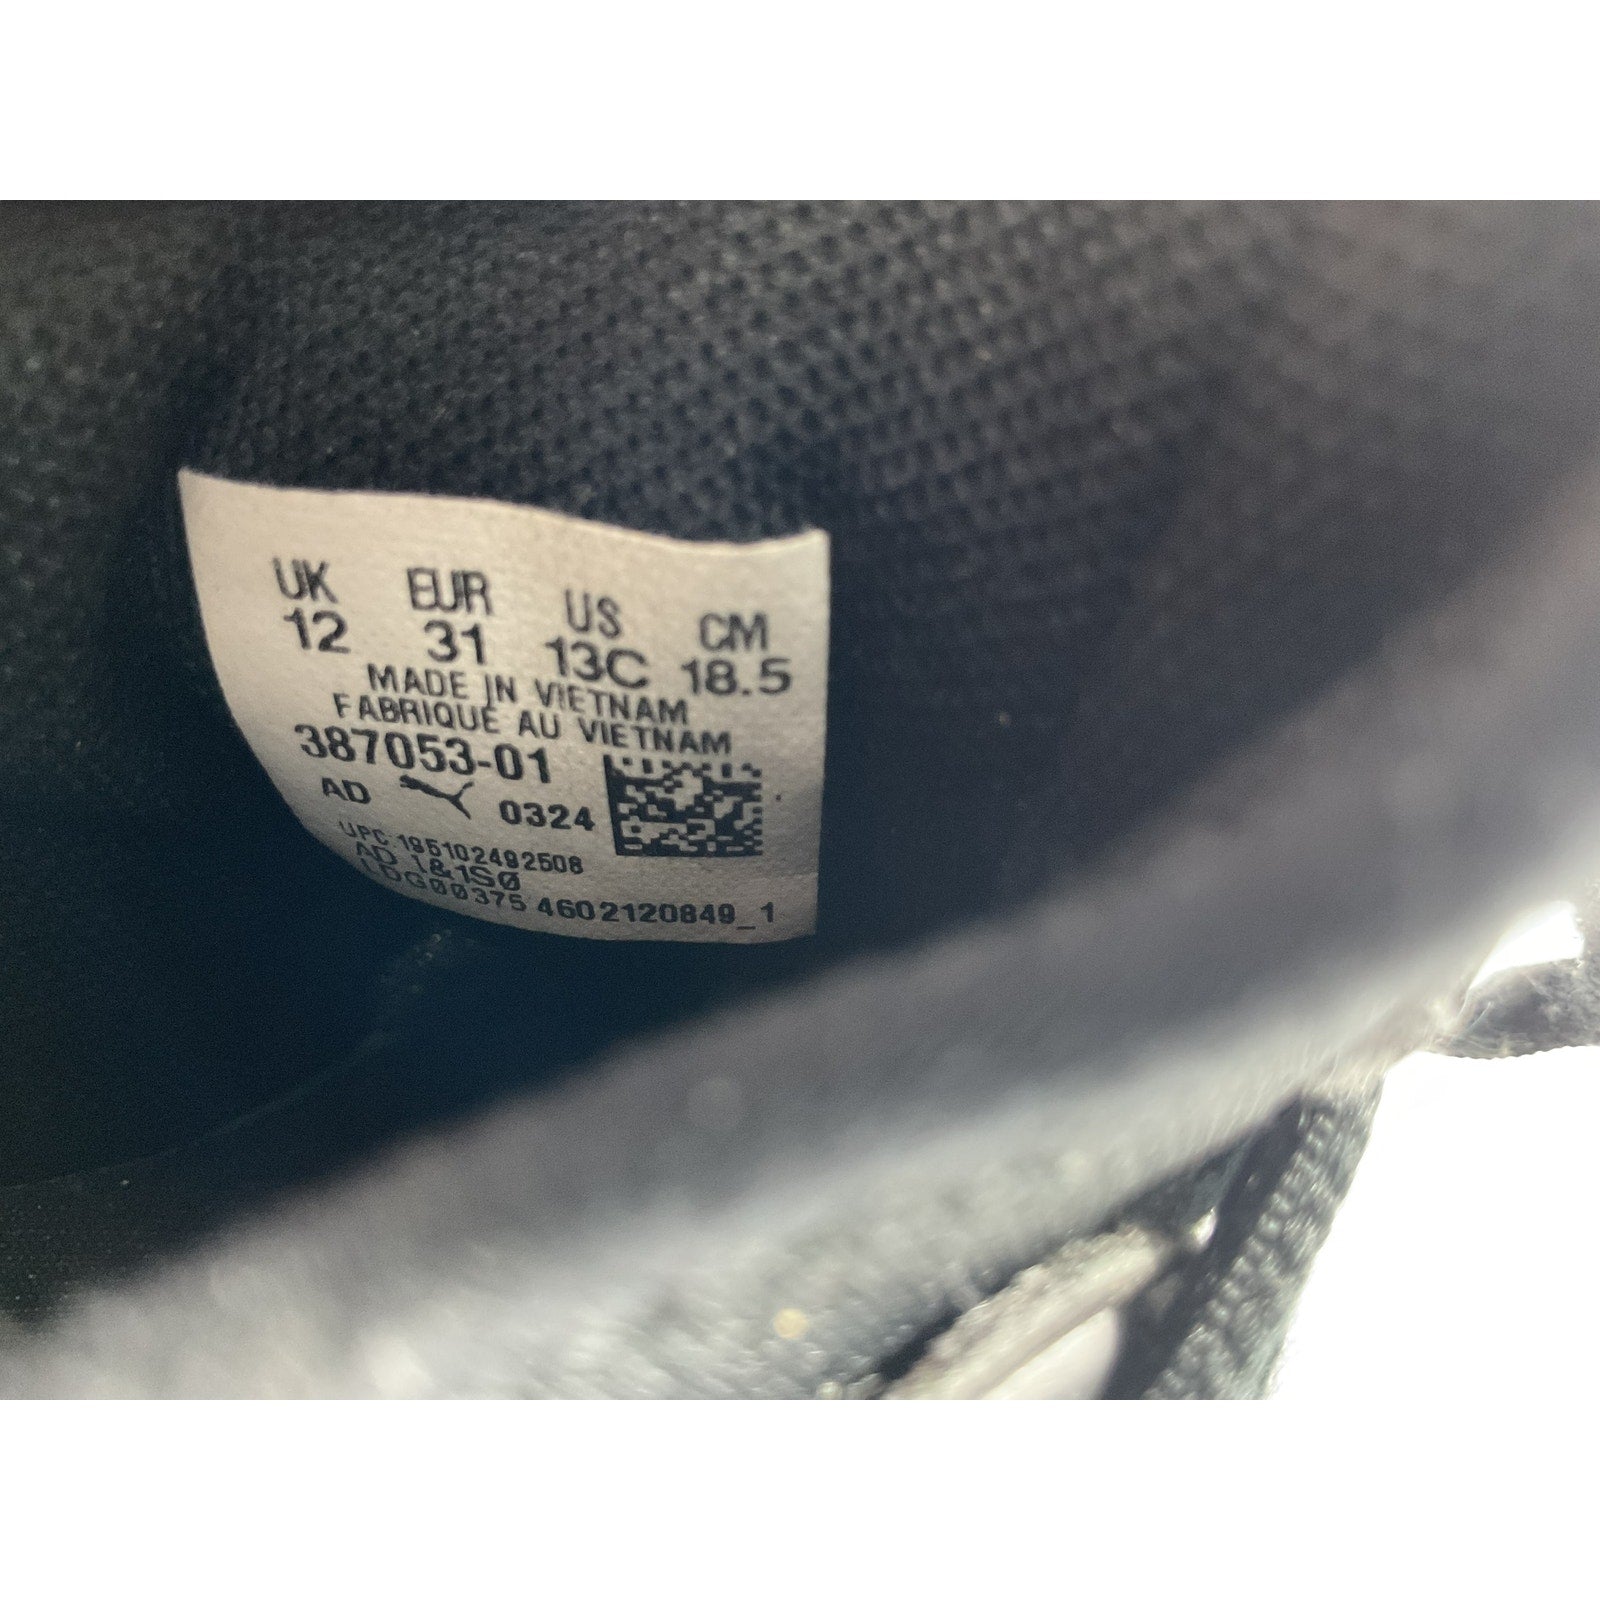 UK EUR US CM
12 31 13C 18.5
MADE IN VIETNAM
FABRIQUE AU VIETNAM
387053-01
AD 0324
UPC 195102492508
AD 1&1S0
LDG00375 4602120849_1